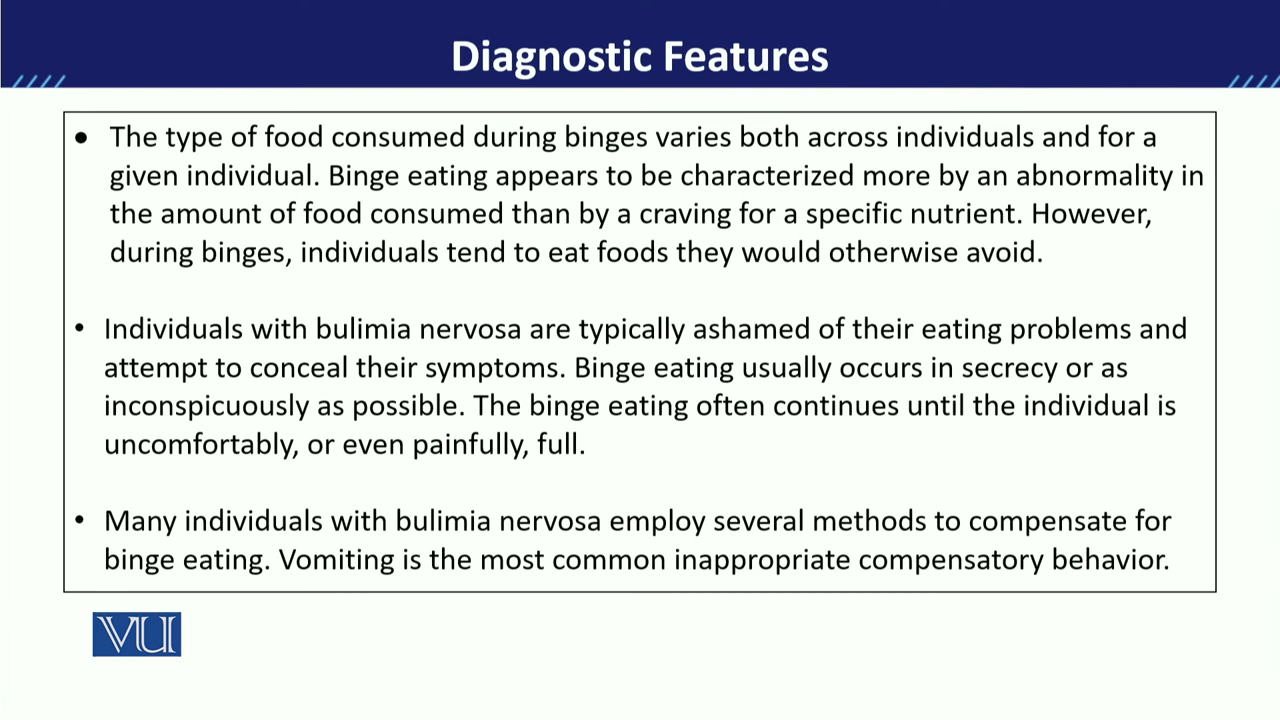 Diagnostic Features
• The type of food consumed during binges varies both across individuals and for a
given individual. Binge eating appears to be characterized more by an abnormality in
the amount of food consumed than by a craving for a specific nutrient. However,
during binges, individuals tend to eat foods they would otherwise avoid.
• Individuals with bulimia nervosa are typically ashamed of their eating problems and
attempt to conceal their symptoms. Binge eating usually occurs in secrecy or as
inconspicuously as possible. The binge eating often continues until the individual is
uncomfortably, or even painfully, full.
• Many individuals with bulimia nervosa employ several methods to compensate for
binge eating. Vomiting is the most common inappropriate compensatory behavior.
VU